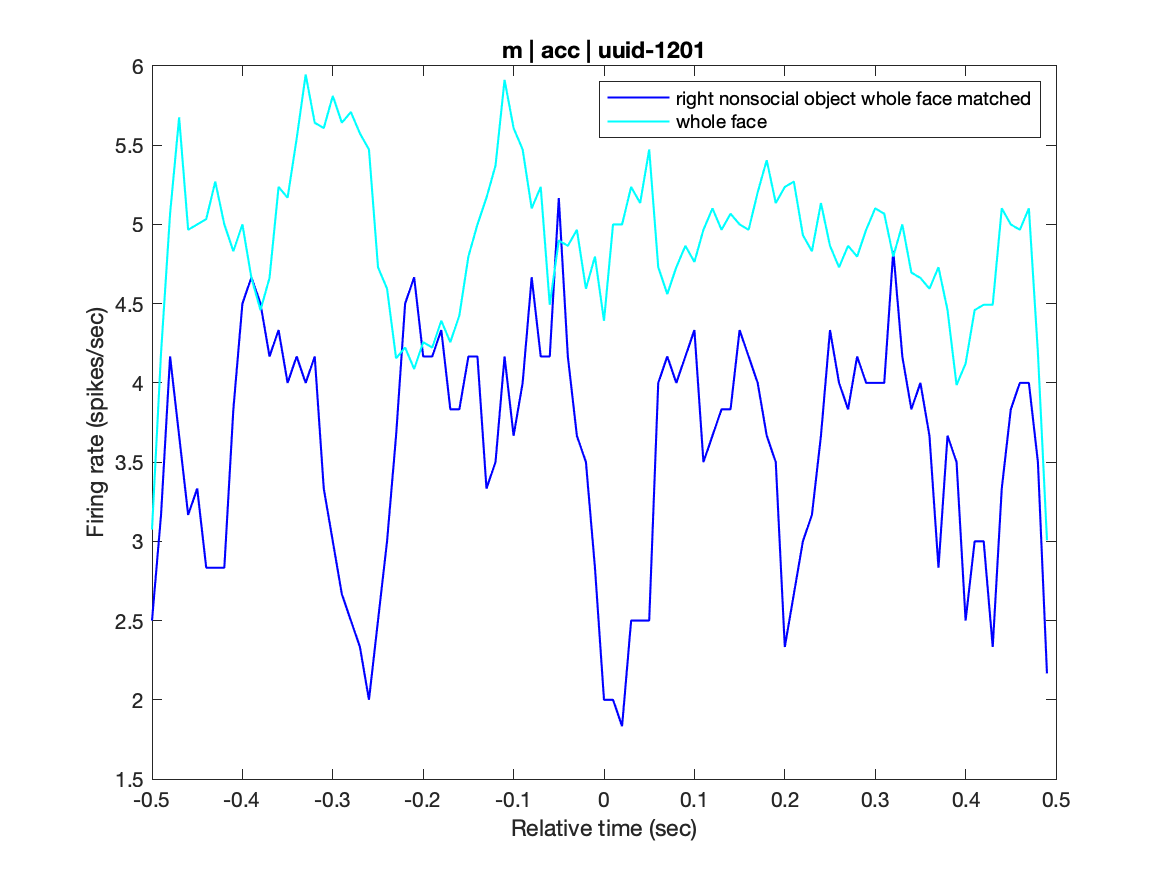 m | acc | uuid-1201
right nonsocial object whole face matched
whole face
6
5.5
5
4.5
4
3.5
3
2.5
2
1.5
Firing rate (spikes/sec)
-0.5 -0.4 -0.3 -0.2 -0.1 0 0.1 0.2 0.3 0.4 0.5
Relative time (sec)